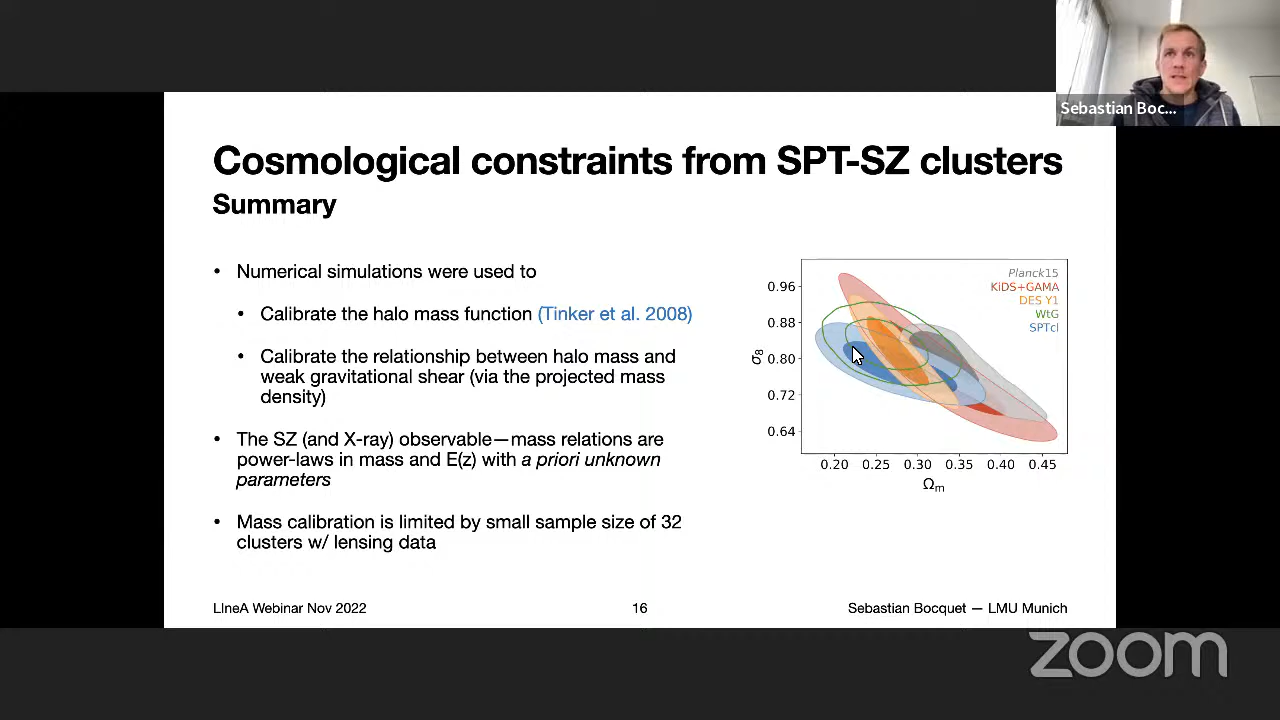 Sebastian Boc...
Cosmological constraints from SPT-SZ clusters
Summary
• Numerical simulations were used to
• Calibrate the halo mass function (Tinker et al. 2008)
• Calibrate the relationship between halo mass and
weak gravitational shear (via the projected mass
density)
• The SZ (and X-ray) observable—mass relations are
power-laws in mass and E(z) with a priori unknown
parameters
• Mass calibration is limited by small sample size of 32
clusters w/ lensing data
Planck15
KiDS+GAMA
DES Y1
WtG
SPTcl
0.96
0.88
0.80
0.72
0.64
σ8
0.20 0.25 0.30 0.35 0.40 0.45
Ωm
LIneA Webinar Nov 2022
16
Sebastian Bocquet — LMU Munich
zoom